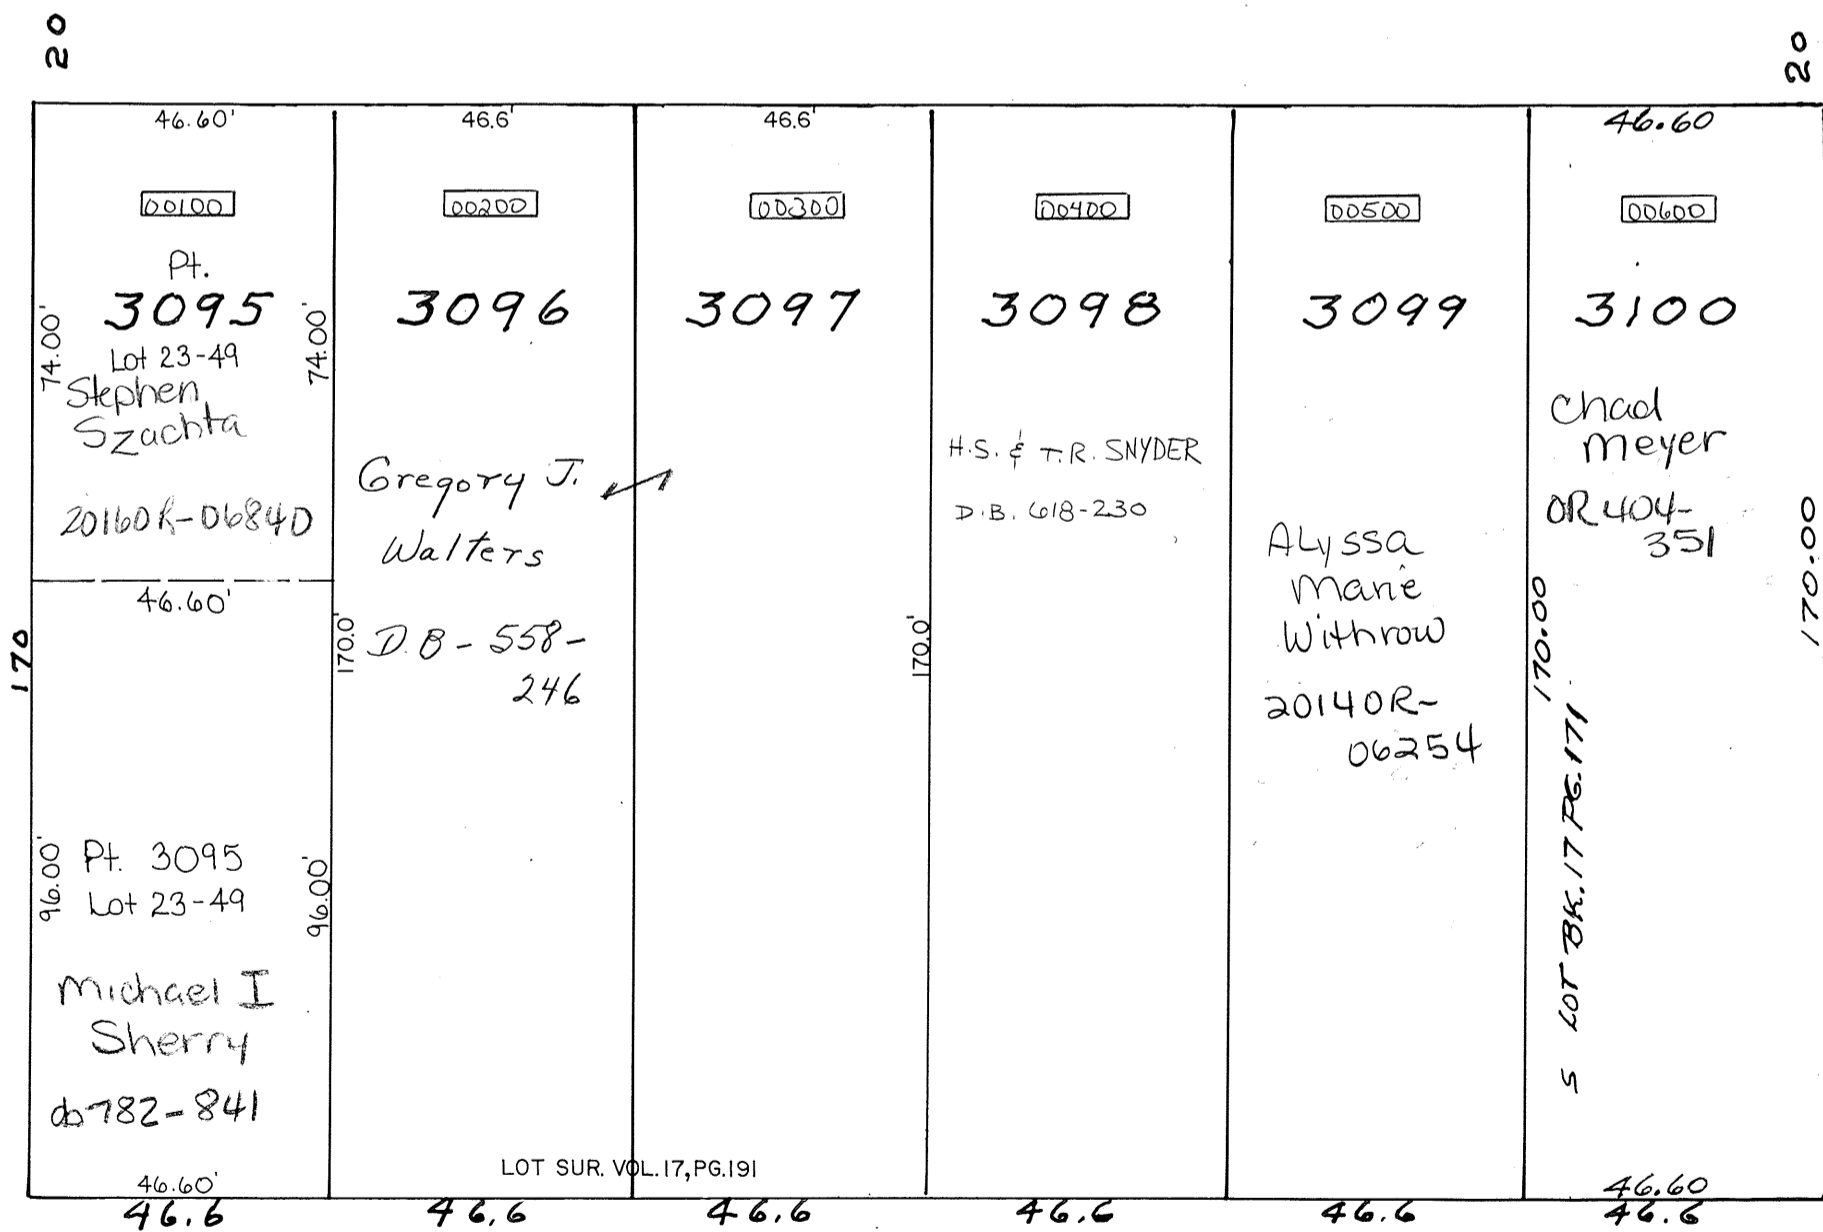 20
20
46.60'
46.6'
46.6'
46.60
00100
00200
00300
00400
00500
00600
Pt.
3095
3096
3097
3098
3099
3100
74.00'
74.00'
Lot 23-49
Stephen
Szachta
20160R-06840
46.60'
Gregory J.
Walters
D.B - 558-
246
170.0'
H.S. & T.R. SNYDER
D.B. 618-230
170.0'
ALyssa
Marie
Withrow
20140R-
06254
Chad
Meyer
OR 404-
351
170.00
170.00
S LOT BK. 17 PG. 171
170
96.00'
96.00'
Pt. 3095
Lot 23-49
Michael I
Sherry
db 782-841
46.60'
LOT SUR. VOL. 17, PG. 191
46.60
46.6
46.6
46.6
46.6
46.6
46.6